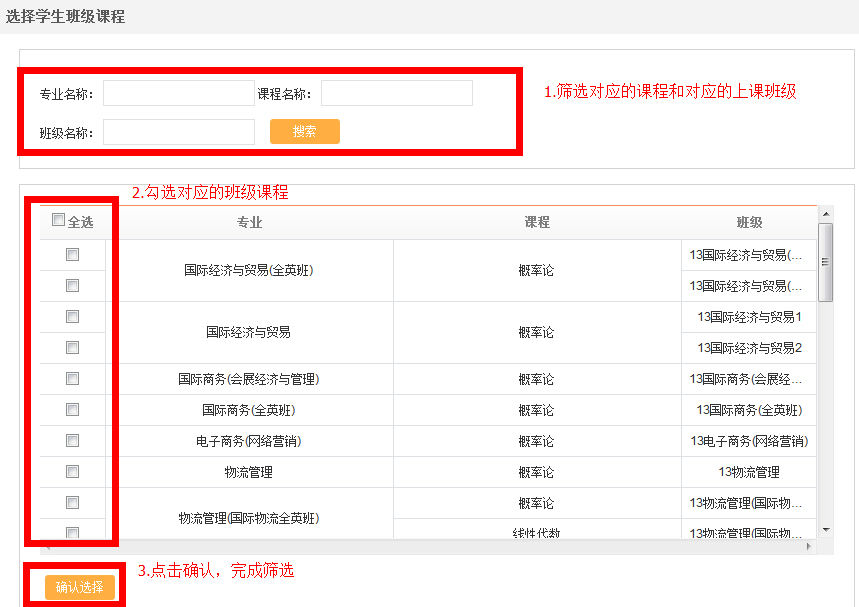 选择学生班级课程
专业名称： 课程名称：
1.筛选对应的课程和对应的上课班级
班级名称： 搜索
2.勾选对应的班级课程
全选 专业 课程 班级
国际经济与贸易(全英班) 概率论 13国际经济与贸易(...
13国际经济与贸易(...
国际经济与贸易 概率论 13国际经济与贸易1
13国际经济与贸易2
国际商务(会展经济与管理) 概率论 13国际商务(会展经...
国际商务(全英班) 概率论 13国际商务(全英班)
电子商务(网络营销) 概率论 13电子商务(网络营销)
物流管理 概率论 13物流管理
物流管理(国际物流全英班) 概率论 13物流管理(国际物...
线性代数 13物流管理(国际物...
3.点击确认，完成筛选
确认选择